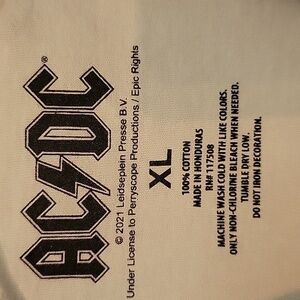 AC⚡DC®
© 2021 Leidseplein Presse B.V.
Under License to Perryscope Productions / Epic Rights
XL
100% COTTON
MADE IN HONDURAS
RN# 117508
MACHINE WASH COLD WITH LIKE COLORS.
ONLY NON-CHLORINE BLEACH WHEN NEEDED.
TUMBLE DRY LOW.
DO NOT IRON DECORATION.